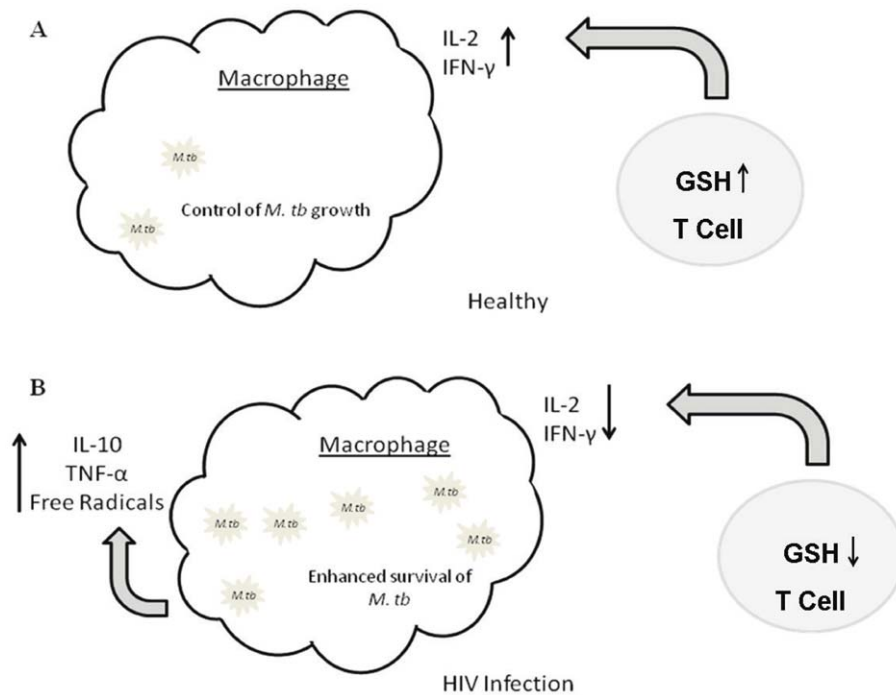 A
Macrophage
M.tb
M.tb
Control of M. tb growth
IL-2
IFN-γ
GSH
T Cell
Healthy
B
IL-10
TNF-α
Free Radicals
Macrophage
M.tb
M.tb
M.tb
M.tb
M.tb
M.tb
Enhanced survival of
M. tb
IL-2
IFN-γ
GSH
T Cell
HIV Infection